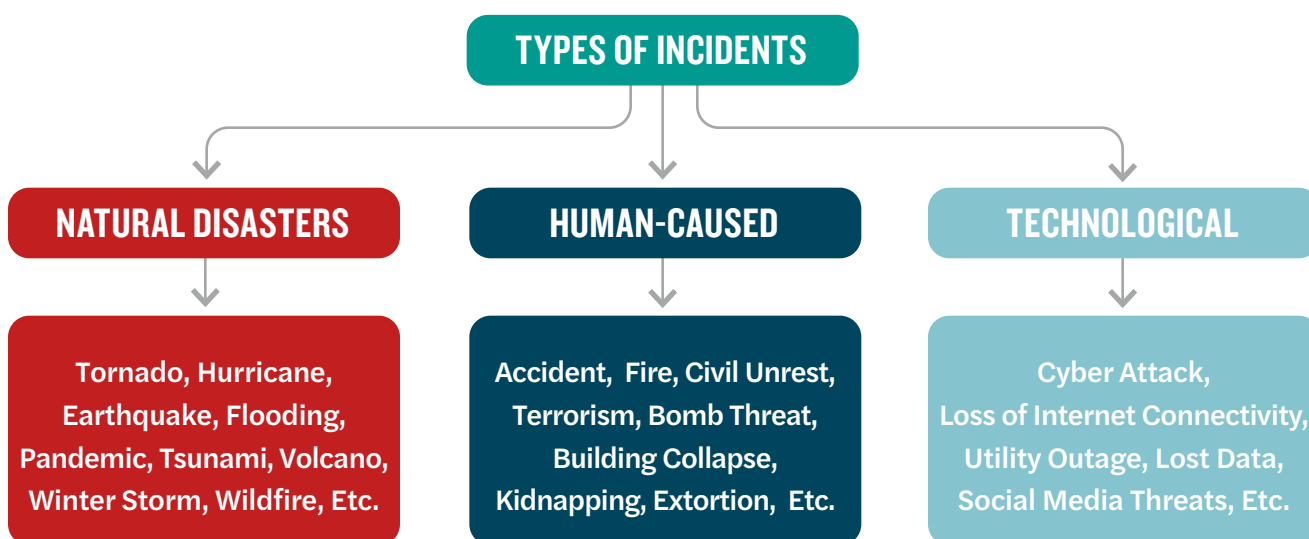 TYPES OF INCIDENTS
NATURAL DISASTERS
Tornado, Hurricane,
Earthquake, Flooding,
Pandemic, Tsunami, Volcano,
Winter Storm, Wildfire, Etc.
HUMAN-CAUSED
Accident, Fire, Civil Unrest,
Terrorism, Bomb Threat,
Building Collapse,
Kidnapping, Extortion, Etc.
TECHNOLOGICAL
Cyber Attack,
Loss of Internet Connectivity,
Utility Outage, Lost Data,
Social Media Threats, Etc.